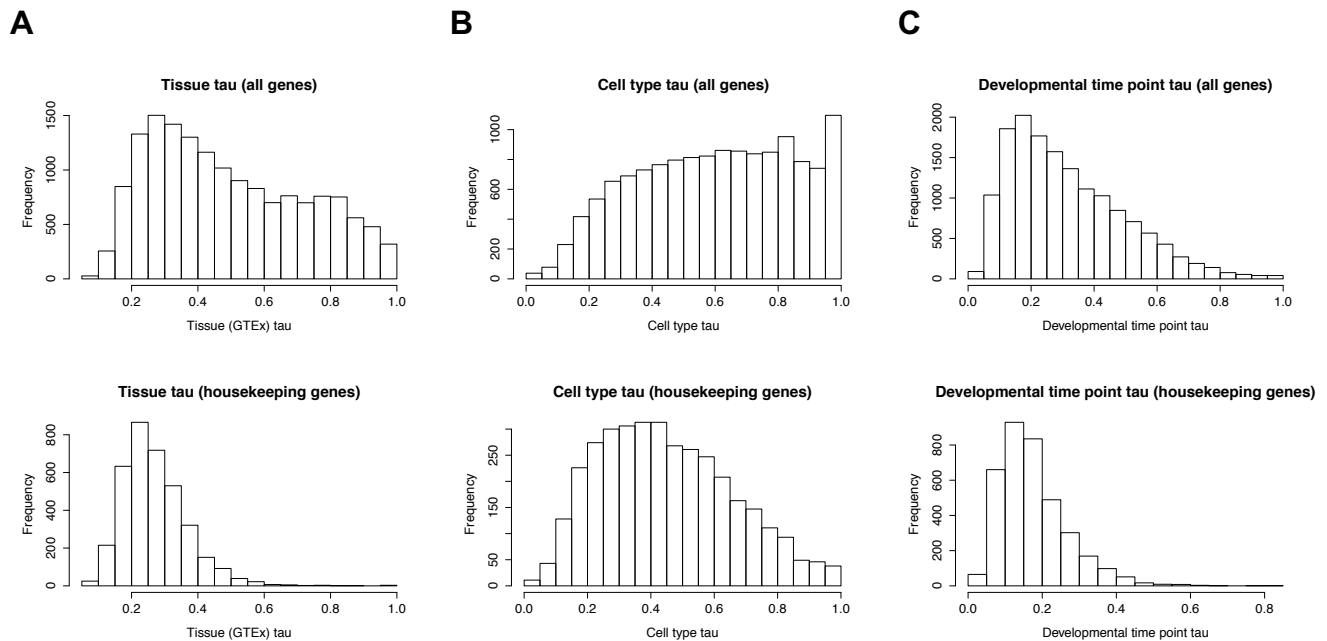 A
B
C
Tissue tau (all genes)
Frequency
0
500
1000
1500
0.2
0.4
0.6
0.8
1.0
Tissue (GTEx) tau
Cell type tau (all genes)
Frequency
0
200
600
1000
0.0
0.2
0.4
0.6
0.8
1.0
Cell type tau
Developmental time point tau (all genes)
Frequency
0
500
1000
1500
2000
0.0
0.2
0.4
0.6
0.8
1.0
Developmental time point tau
Tissue tau (housekeeping genes)
Frequency
0
200
400
600
800
0.2
0.4
0.6
0.8
1.0
Tissue (GTEx) tau
Cell type tau (housekeeping genes)
Frequency
0
50
150
250
0.0
0.2
0.4
0.6
0.8
1.0
Cell type tau
Developmental time point tau (housekeeping genes)
Frequency
0
200
400
600
800
0.0
0.2
0.4
0.6
0.8
Developmental time point tau